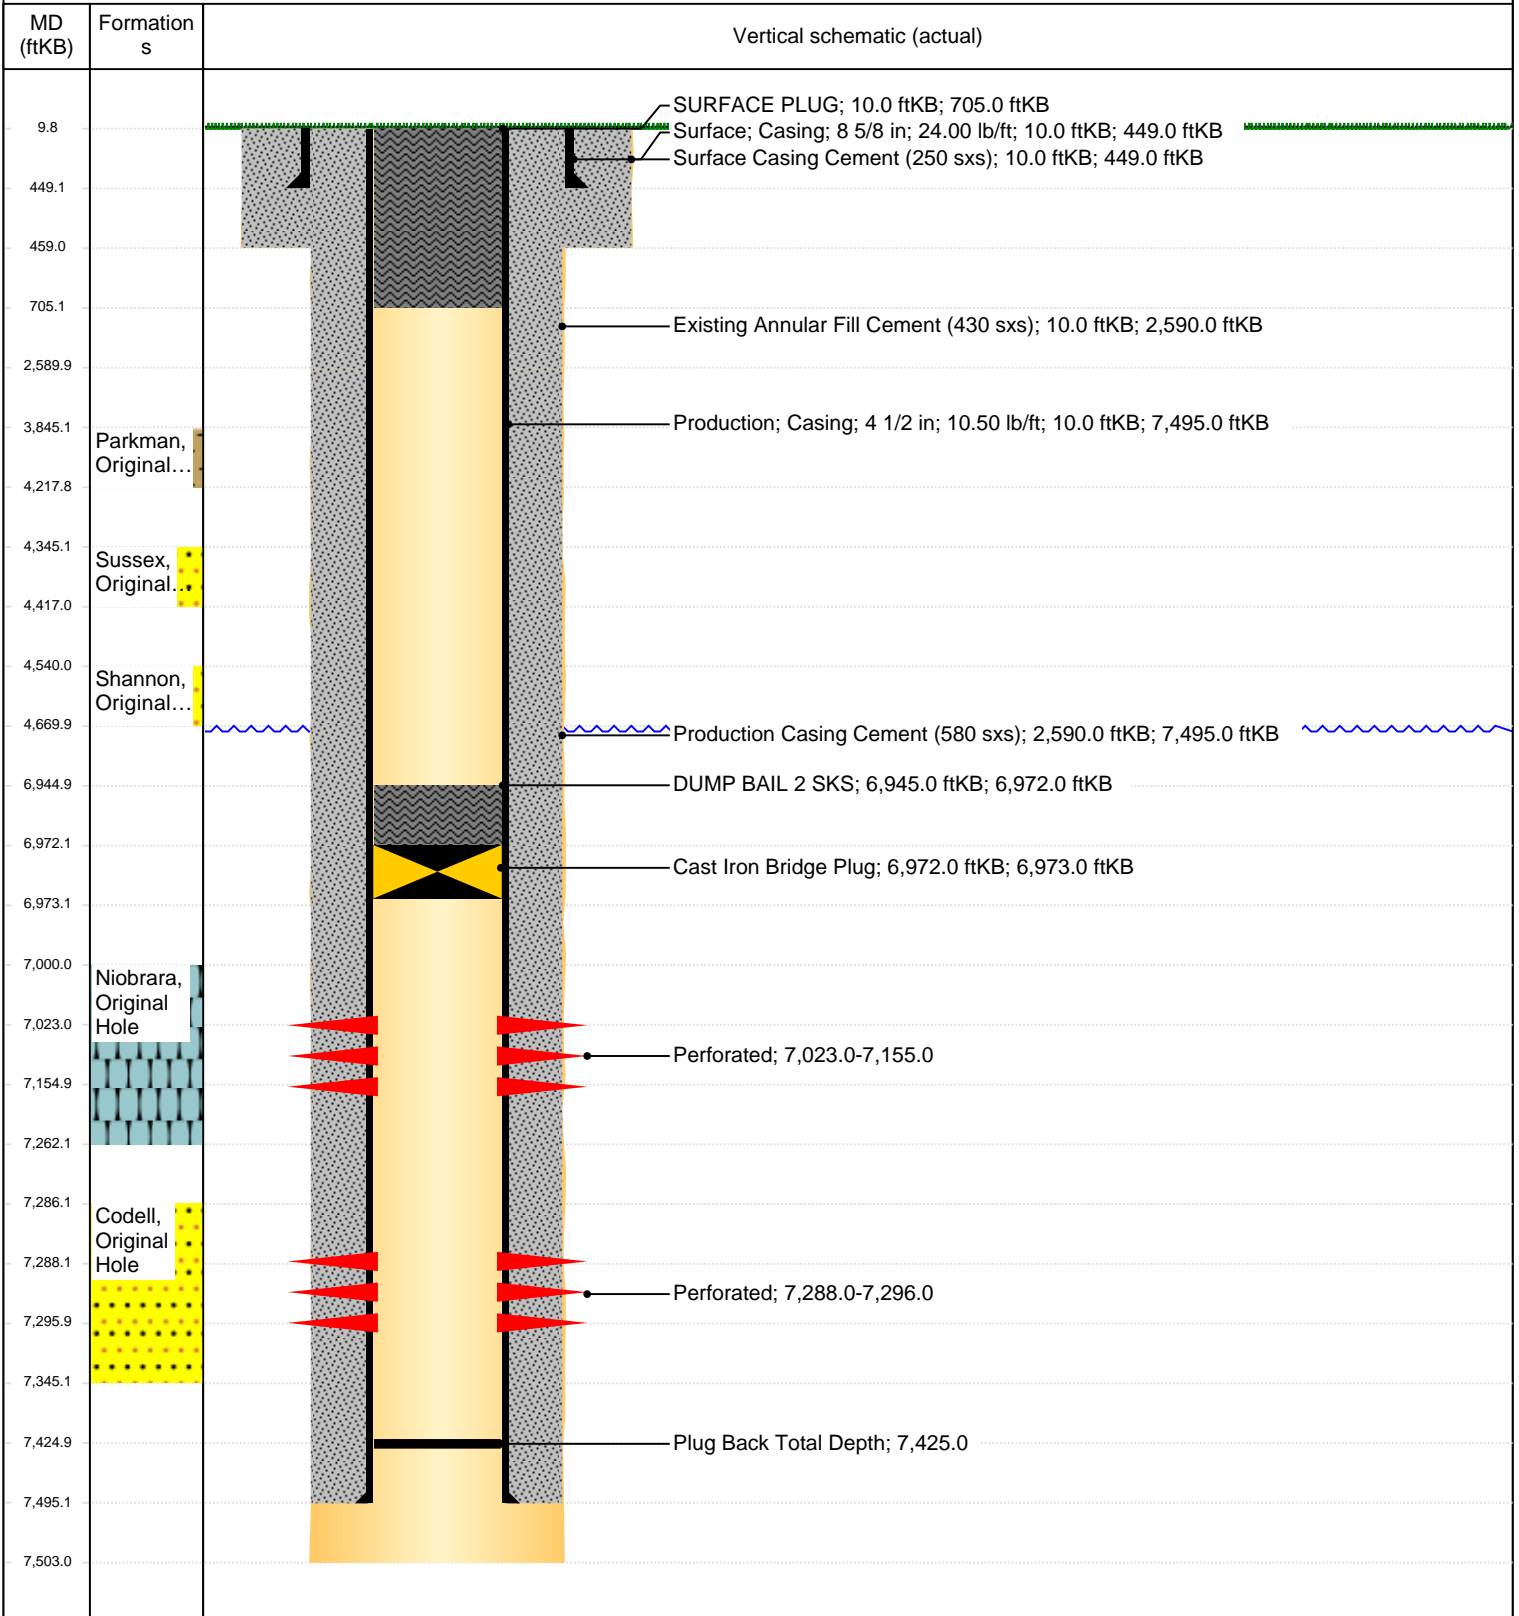 MD
(ftKB)
Formation
s
Vertical schematic (actual)
SURFACE PLUG; 10.0 ftKB; 705.0 ftKB
9.8
Surface; Casing; 8 5/8 in; 24.00 lb/ft; 10.0 ftKB; 449.0 ftKB
Surface Casing Cement (250 sxs); 10.0 ftKB; 449.0 ftKB
449.1
459.0
705.1
Existing Annular Fill Cement (430 sxs); 10.0 ftKB; 2,590.0 ftKB
2,589.9
Production; Casing; 4 1/2 in; 10.50 lb/ft; 10.0 ftKB; 7,495.0 ftKB
3,845.1
Parkman,
Original…
4,217.8
4,345.1
Sussex,
Original…
4,417.0
4,540.0
Shannon,
Original…
4,669.9
Production Casing Cement (580 sxs); 2,590.0 ftKB; 7,495.0 ftKB
6,944.9
DUMP BAIL 2 SKS; 6,945.0 ftKB; 6,972.0 ftKB
6,972.1
Cast Iron Bridge Plug; 6,972.0 ftKB; 6,973.0 ftKB
6,973.1
7,000.0
Niobrara,
Original
Hole
7,023.0
Perforated; 7,023.0-7,155.0
7,154.9
7,262.1
7,286.1
Codell,
Original
Hole
7,288.1
Perforated; 7,288.0-7,296.0
7,295.9
7,345.1
7,424.9
Plug Back Total Depth; 7,425.0
7,495.1
7,503.0